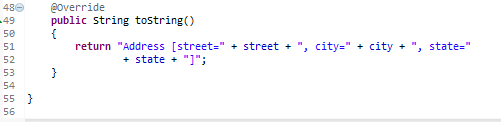 48 @Override
49 public String toString()
50 {
51 return "Address [street=" + street + ", city=" + city + ", state="
52 + state + "]";
53 }
54
55 }
56